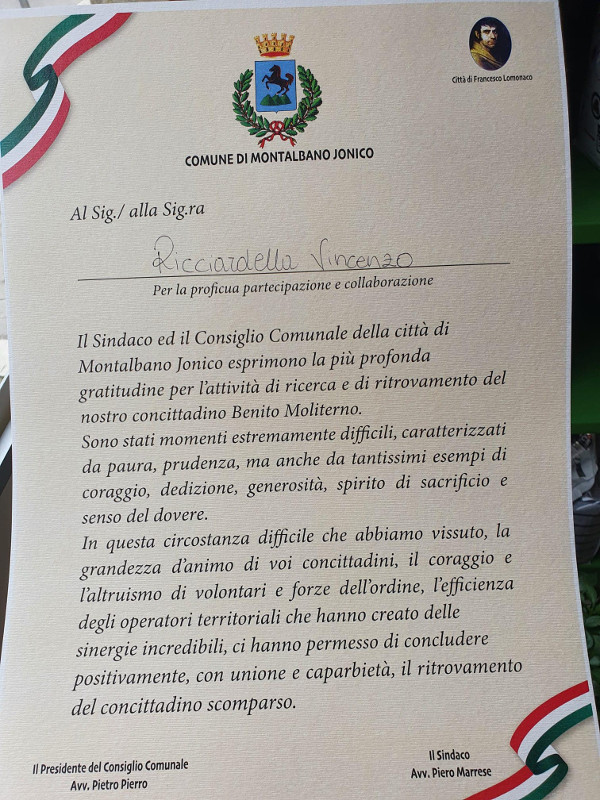 Città di Francesco Lomonaco
COMUNE DI MONTALBANO JONICO
Al Sig./ alla Sig.ra
Ricciardella Vincenzo
Per la proficua partecipazione e collaborazione
Il Sindaco ed il Consiglio Comunale della città di
Montalbano Jonico esprimono la più profonda
gratitudine per l'attività di ricerca e di ritrovamento del
nostro concittadino Benito Moliterno.
Sono stati momenti estremamente difficili, caratterizzati
da paura, prudenza, ma anche da tantissimi esempi di
coraggio, dedizione, generosità, spirito di sacrificio e
senso del dovere.
In questa circostanza difficile che abbiamo vissuto, la
grandezza d'animo di voi concittadini, il coraggio e
l'altruismo di volontari e forze dell'ordine, l'efficienza
degli operatori territoriali che hanno creato delle
sinergie incredibili, ci hanno permesso di concludere
positivamente, con unione e caparbietà, il ritrovamento
del concittadino scomparso.
Il Presidente del Consiglio Comunale
Avv. Pietro Pierro
Il Sindaco
Avv. Piero Marrese